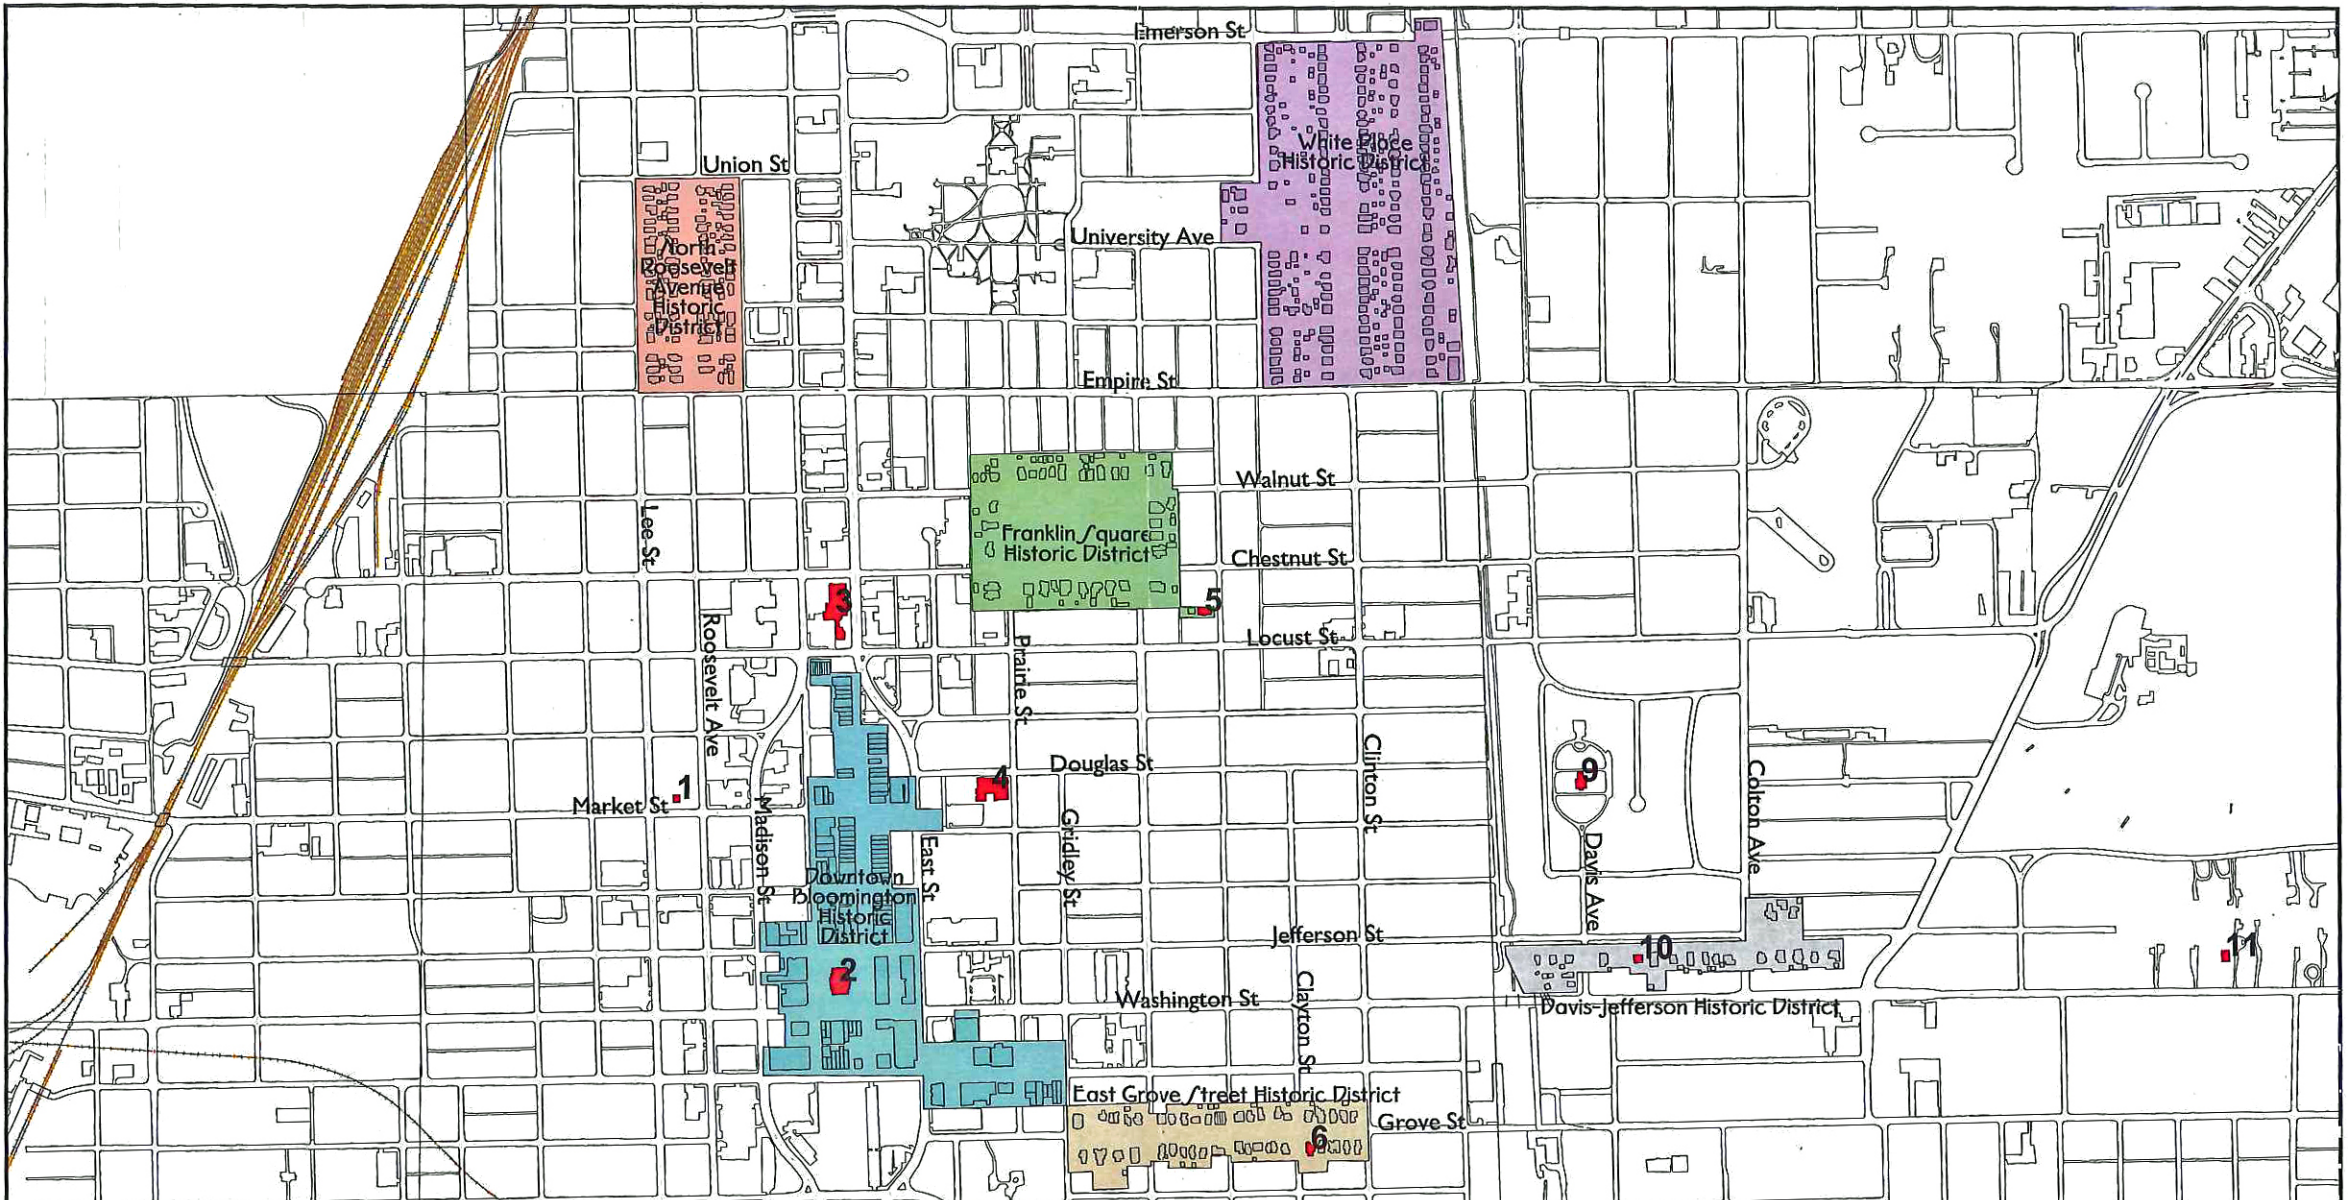 Emerson St
White Place
Historic District
Union St
University Ave
North
Roosevelt
Avenue
Historic
District
Empire St
Walnut St
Lee St
Franklin Square
Historic District
Chestnut St
3
5
Roosevelt Ave
Prairie St
Locust St
Clinton St
Douglas St
4
9
1
Market St
Madison St
Gridley St
East St
Davis Ave
Colton Ave
Downtown
Bloomington
Historic
District
Jefferson St
10
11
2
Clayton St
Washington St
Davis-Jefferson Historic District
East Grove Street Historic District
Grove St
6